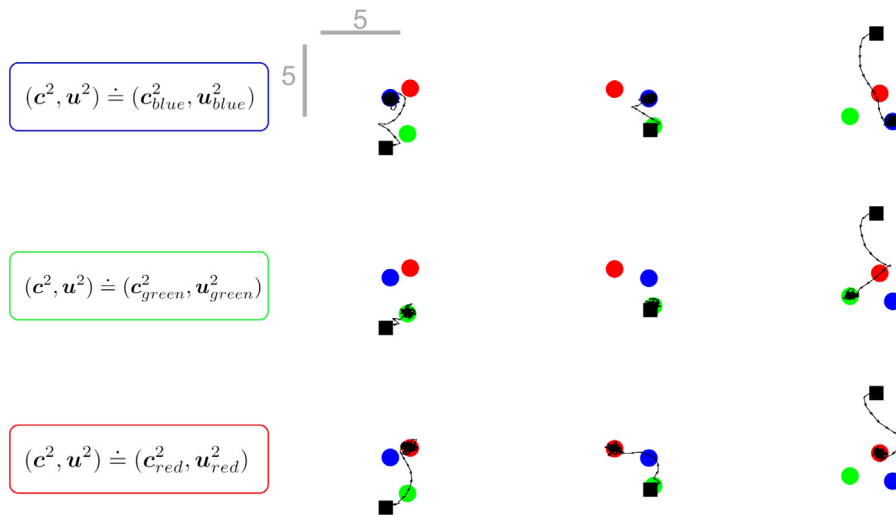 5
5
(c², u²) ≐ (c²_blue, u²_blue)
(c², u²) ≐ (c²_green, u²_green)
(c², u²) ≐ (c²_red, u²_red)